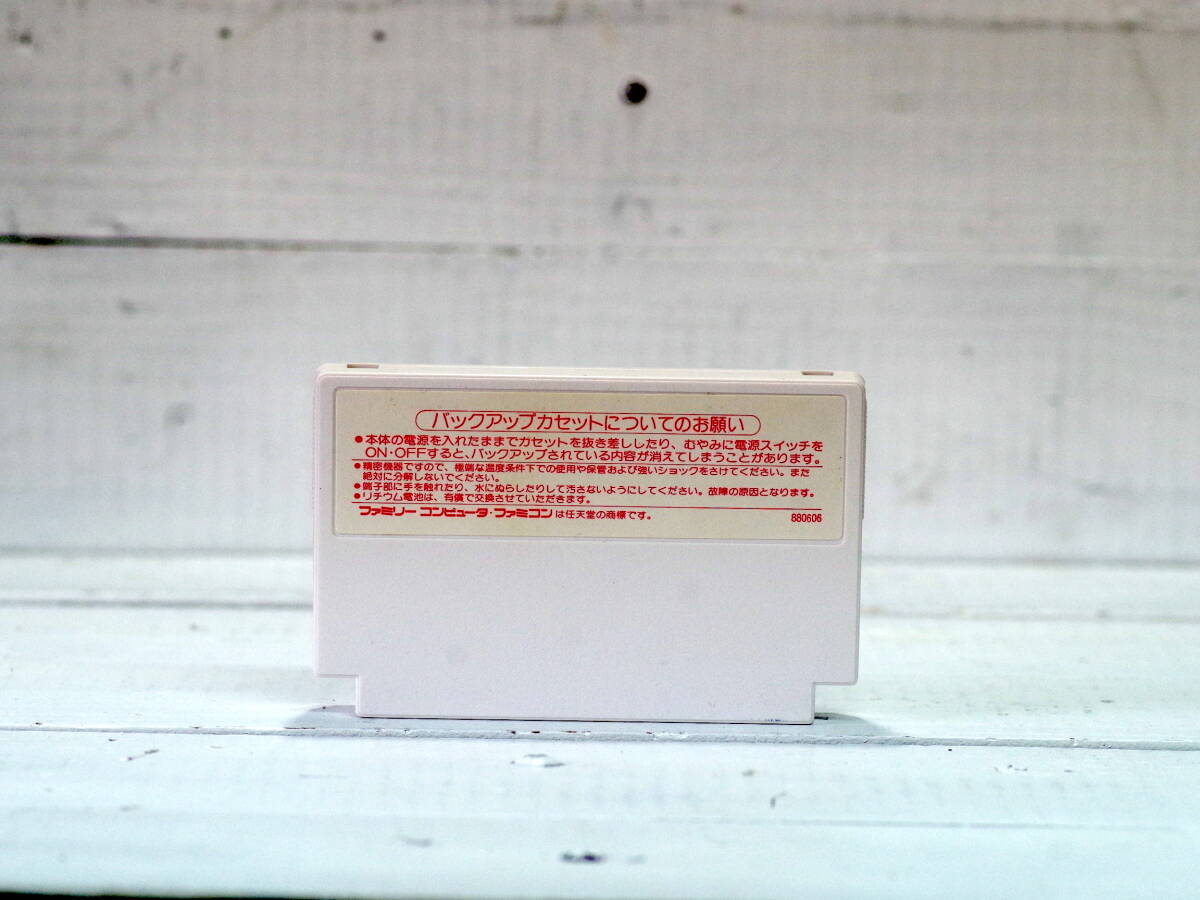 バックアップカセットについてのお願い
●本体の電源を入れたままでカセットを抜き差ししたり、むやみに電源スイッチを
ON・OFFすると、バックアップされている内容が消えてしまうことがあります。
●精密機器ですので、極端な温度条件下での使用や保管および強いショックをさけてください。また
絶対に分解しないでください。
●端子部に手を触れたり、水にぬらしたりして汚さないようにしてください。故障の原因となります。
●リチウム電池は、有償で交換させていただきます。
ファミリーコンピュータ・ファミコンは任天堂の商標です。 880606